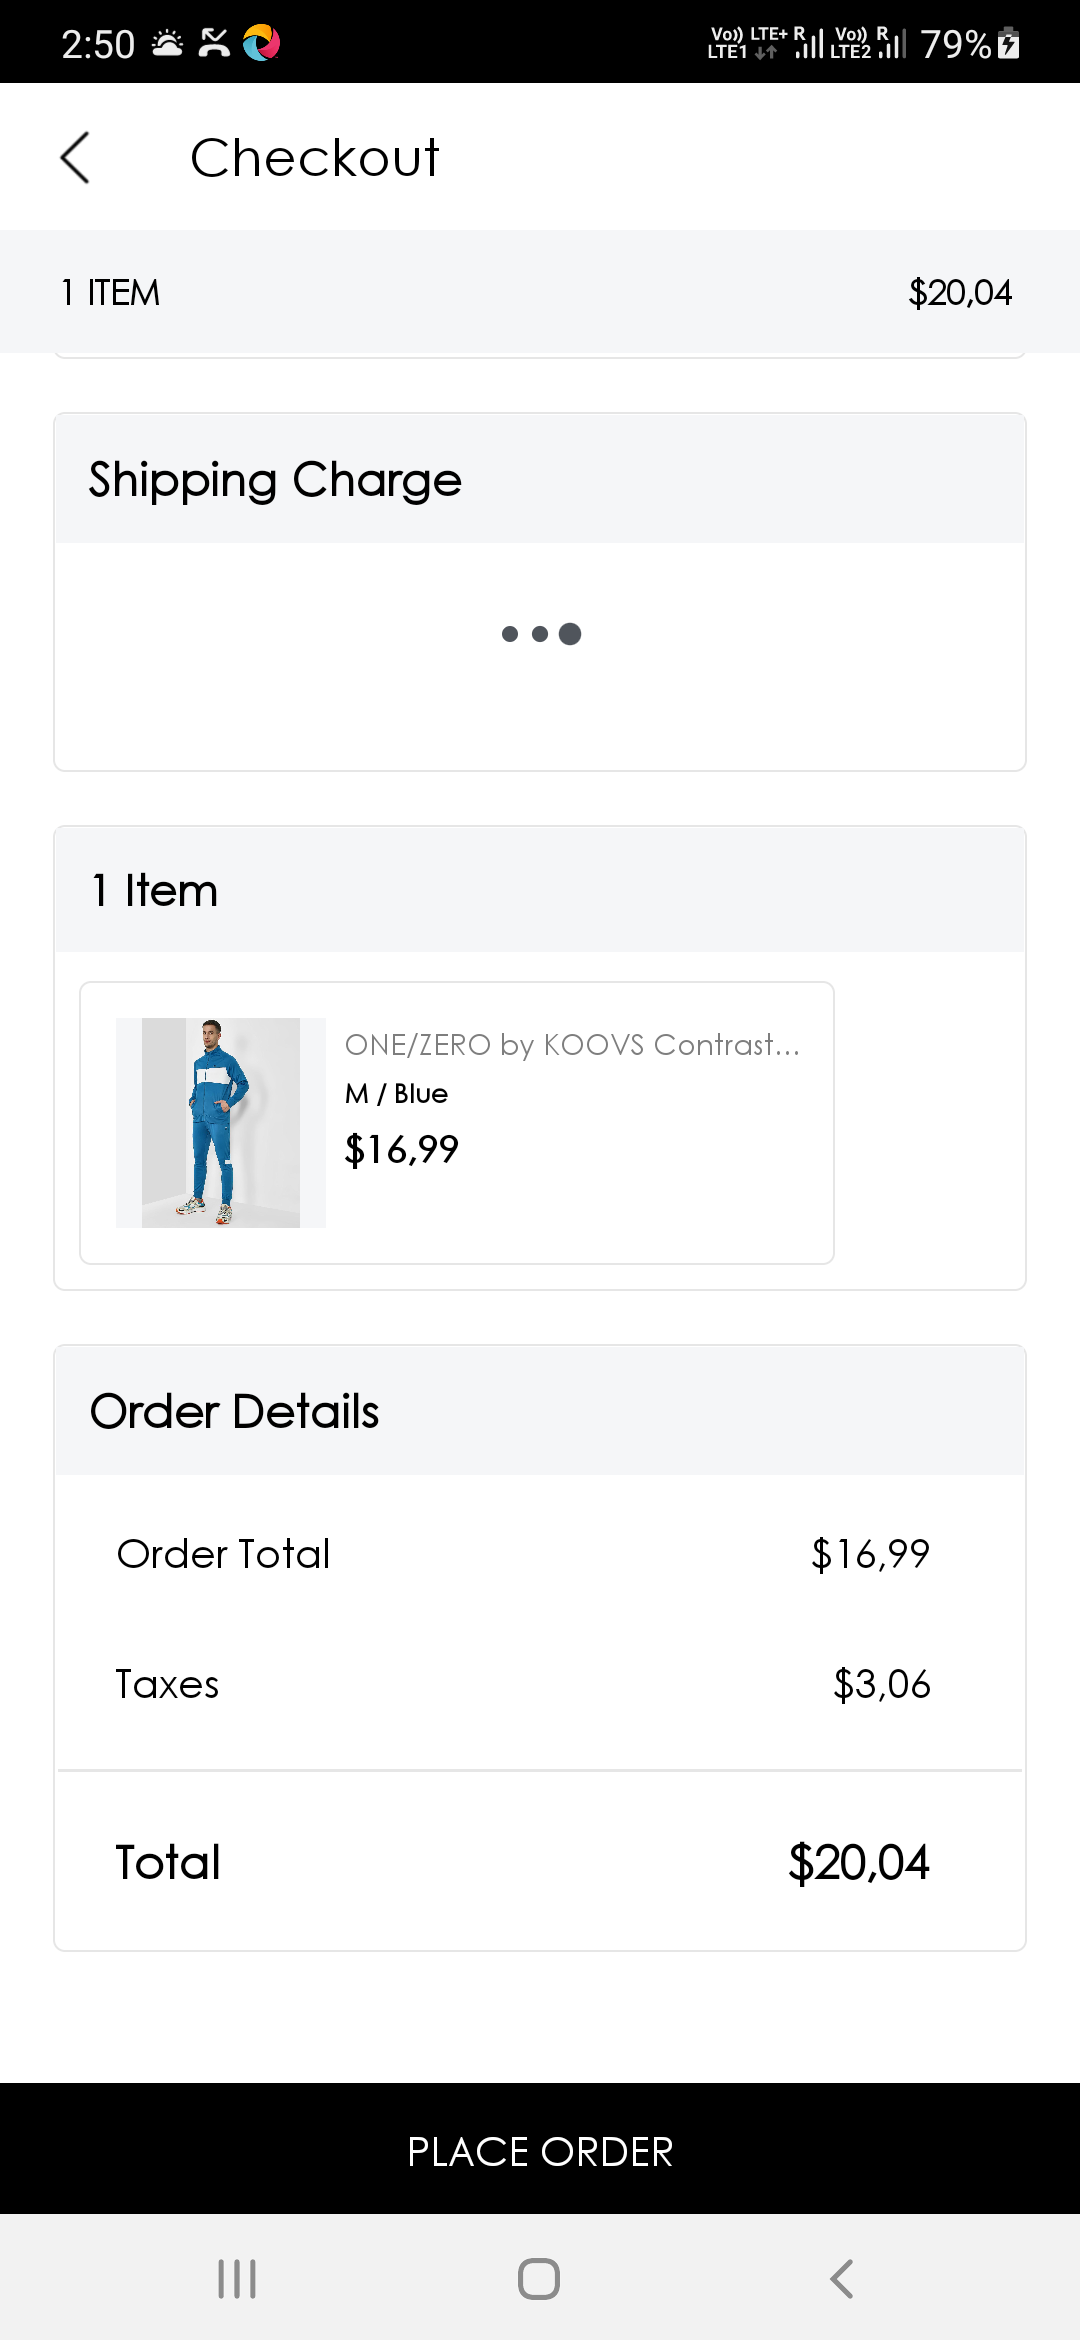 2:50
Vo)) LTE+ R Vo)) R 79%
LTE1 LTE2
Checkout
1 ITEM $20,04
Shipping Charge
1 Item
ONE/ZERO by KOOVS Contrast...
M / Blue
$16,99
Order Details
Order Total $16,99
Taxes $3,06
Total $20,04
PLACE ORDER